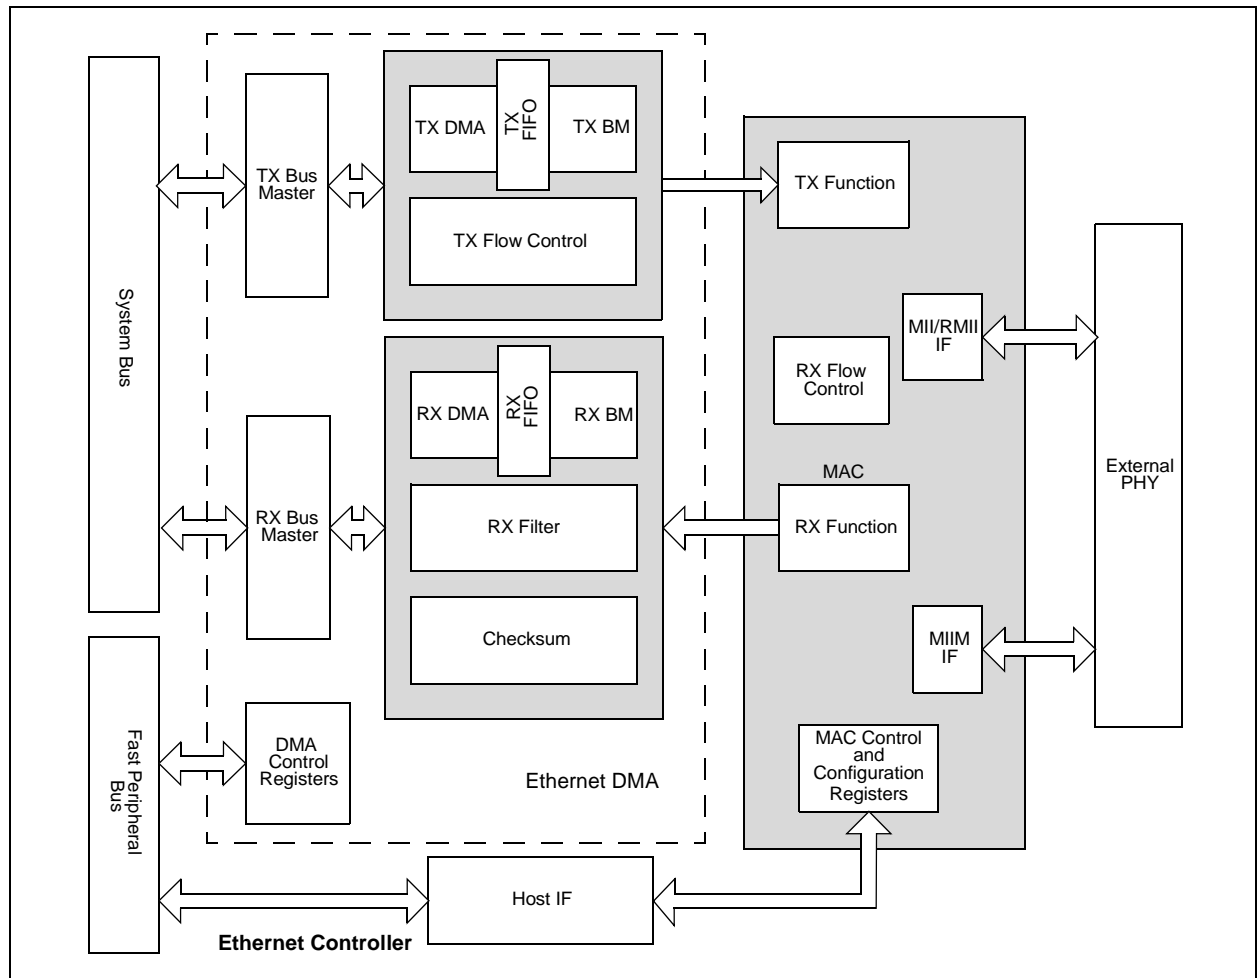 System Bus
TX Bus
Master
TX DMA
TX
FIFO
TX BM
TX Flow Control
TX Function
MII/RMII
IF
RX Flow
Control
External
PHY
RX Bus
Master
RX DMA
RX
FIFO
RX BM
RX Filter
Checksum
MAC
RX Function
MIIM
IF
Fast Peripheral
Bus
DMA
Control
Registers
Ethernet DMA
MAC Control
and
Configuration
Registers
Host IF
Ethernet Controller